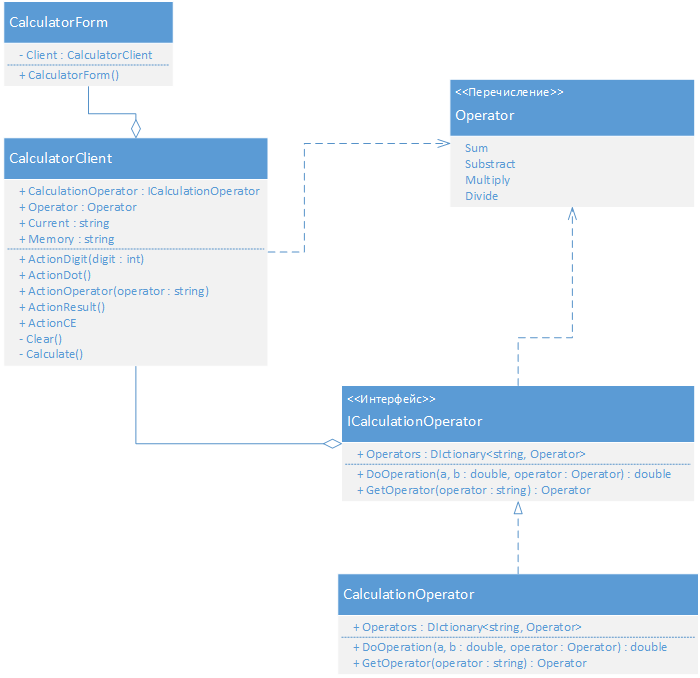 CalculatorForm
- Client : CalculatorClient
+ CalculatorForm()
CalculatorClient
+ CalculationOperator : ICalculationOperator
+ Operator : Operator
+ Current : string
+ Memory : string
+ ActionDigit(digit : int)
+ ActionDot()
+ ActionOperator(operator : string)
+ ActionResult()
+ ActionCE
- Clear()
- Calculate()
<<Перечисление>>
Operator
Sum
Substract
Multiply
Divide
<<Интерфейс>>
ICalculationOperator
+ Operators : DIctionary<string, Operator>
+ DoOperation(a, b : double, operator : Operator) : double
+ GetOperator(operator : string) : Operator
CalculationOperator
+ Operators : DIctionary<string, Operator>
+ DoOperation(a, b : double, operator : Operator) : double
+ GetOperator(operator : string) : Operator